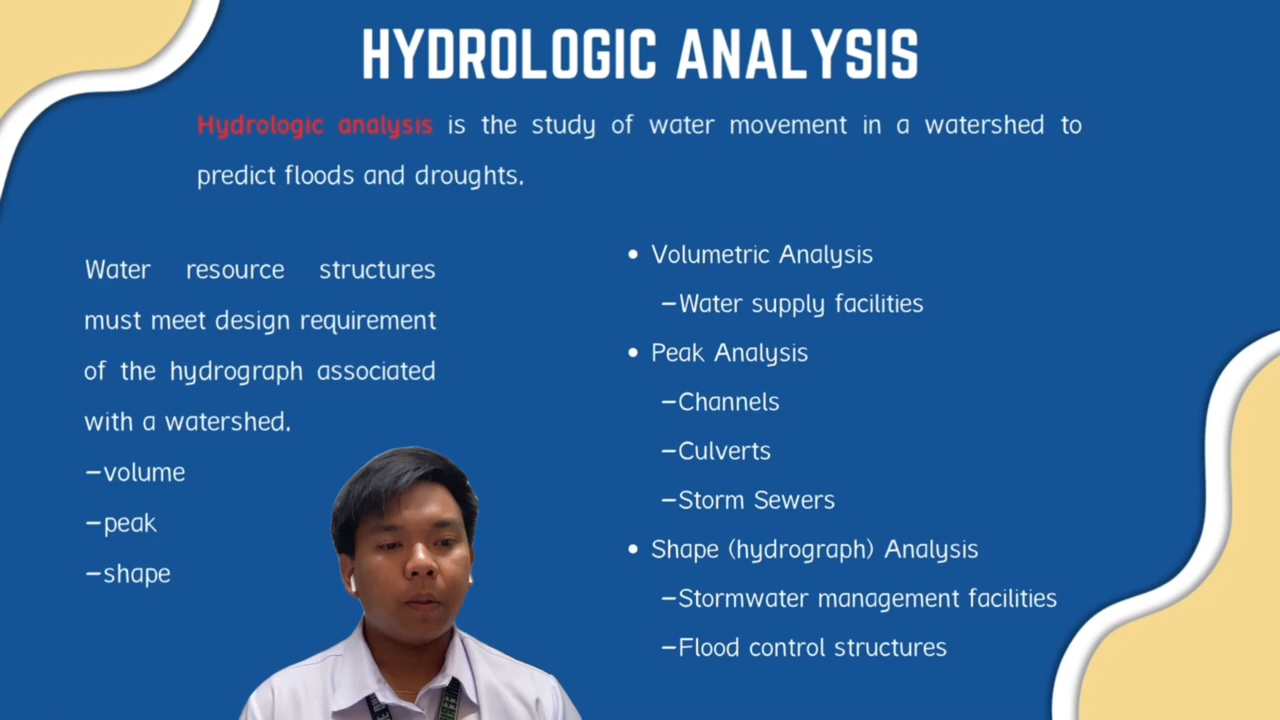 HYDROLOGIC ANALYSIS
Hydrologic analysis is the study of water movement in a watershed to
predict floods and droughts.
Water resource structures
must meet design requirement
of the hydrograph associated
with a watershed.
–volume
–peak
–shape
• Volumetric Analysis
–Water supply facilities
• Peak Analysis
–Channels
–Culverts
–Storm Sewers
• Shape (hydrograph) Analysis
–Stormwater management facilities
–Flood control structures